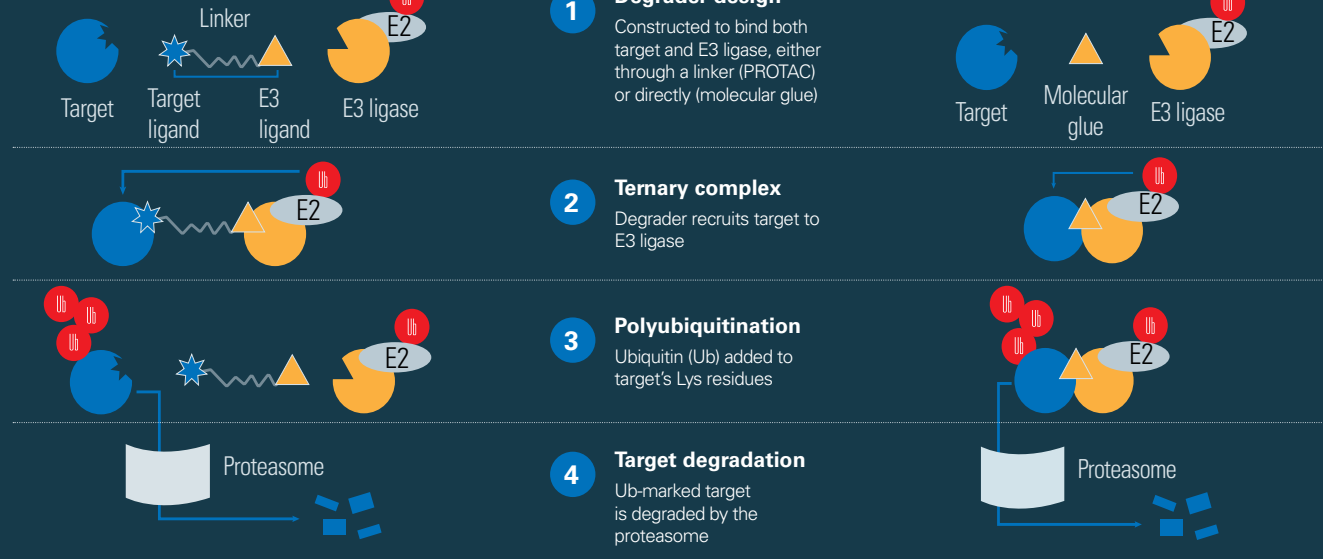 Ub
E2
Linker
Target
Target
ligand
E3
ligand
E3 ligase
1
Degrader design
Constructed to bind both
target and E3 ligase, either
through a linker (PROTAC)
or directly (molecular glue)
Ub
E2
Target
Molecular
glue
E3 ligase
Ub
E2
2
Ternary complex
Degrader recruits target to
E3 ligase
Ub
E2
Ub
Ub
Ub
Ub
E2
3
Polyubiquitination
Ubiquitin (Ub) added to
target’s Lys residues
Ub
Ub
Ub
Ub
E2
Proteasome
4
Target degradation
Ub-marked target
is degraded by the
proteasome
Proteasome